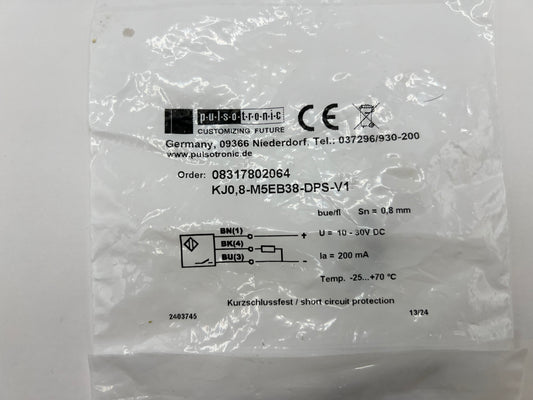 pulsotronic
CUSTOMIZING FUTURE
CE
Germany, 09366 Niederdorf, Tel.: 037296/930-200
www.pulsotronic.de
Order: 08317802064
KJ0,8-M5EB38-DPS-V1
bue/fl Sn = 0,8 mm
BN(1) + U = 10 - 30V DC
BK(4)
BU(3) - Ia = 200 mA
Temp. -25...+70 °C
Kurzschlussfest / short circuit protection
2403745 13/24